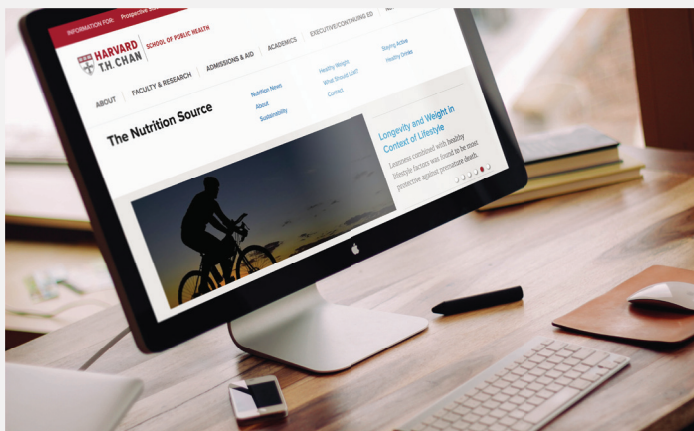 INFORMATION FOR: Prospective
HARVARD
T.H. CHAN
SCHOOL OF PUBLIC HEALTH
ABOUT FACULTY & RESEARCH ADMISSIONS & AID ACADEMICS EXECUTIVE/CONTINUING ED
The Nutrition Source
Nutrition News
About
Sustainability
Healthy Weight
What Should I Eat?
Contact
Staying Active
Healthy Drinks
Longevity and Weight in
Context of Lifestyle
Leanness combined with healthy
lifestyle factors was found to be most
protective against premature death.